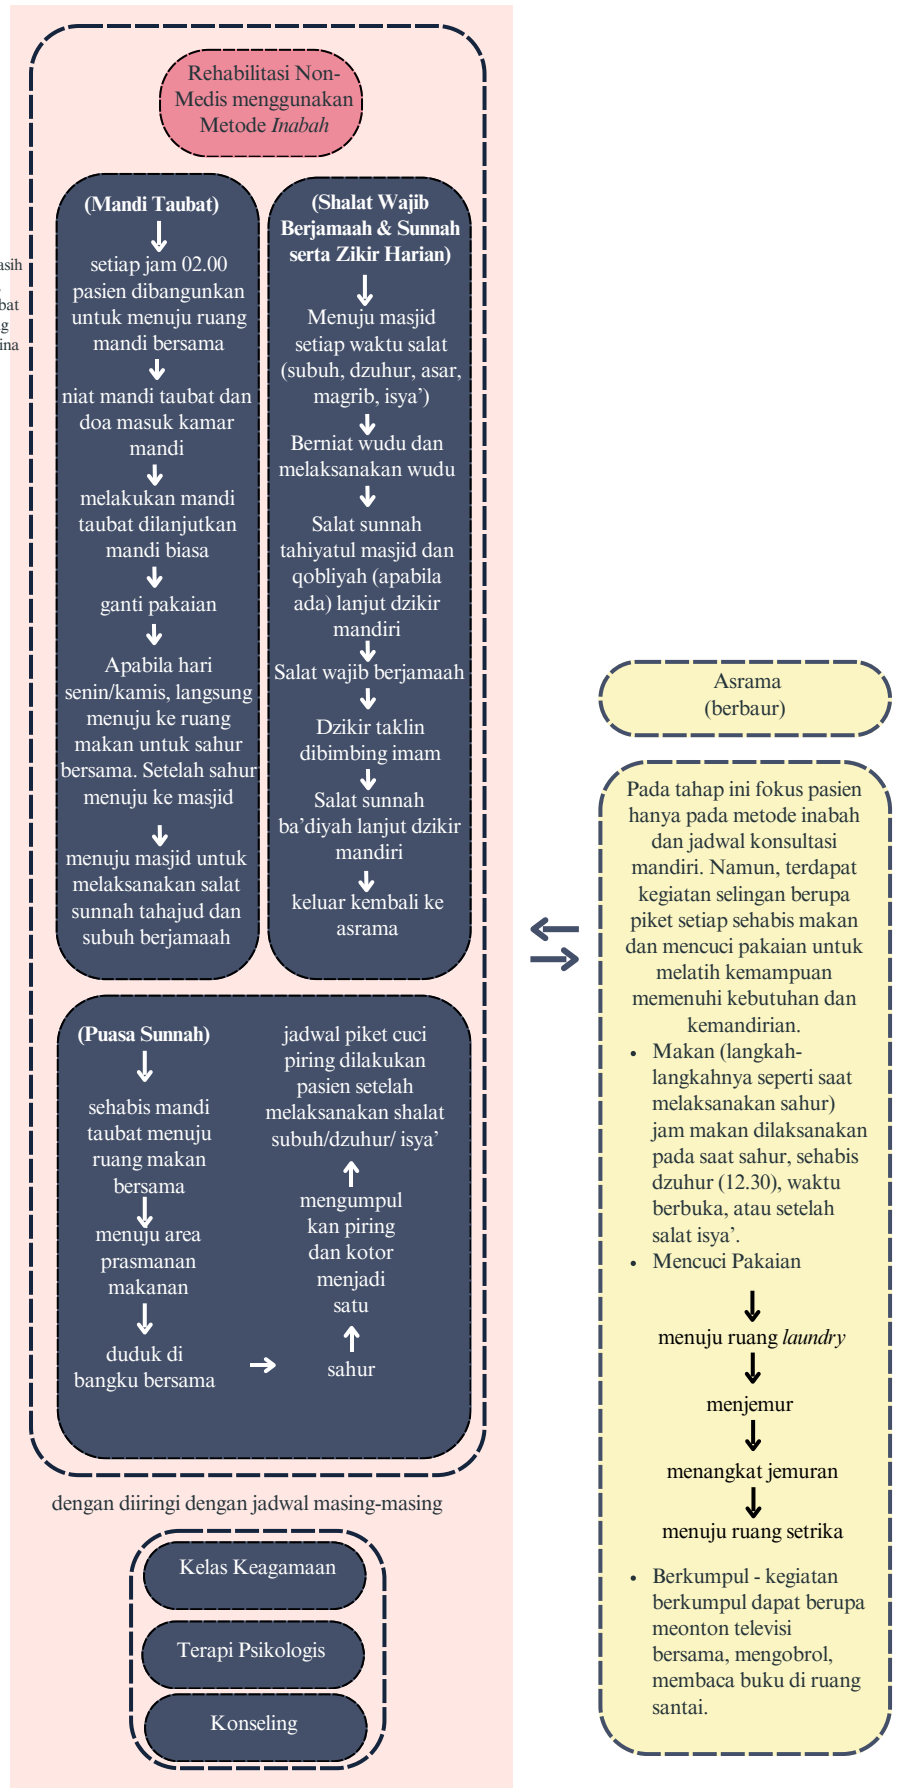 Rehabilitasi Non-
Medis menggunakan
Metode Inabah
(Mandi Taubat)
setiap jam 02.00
pasien dibangunkan
untuk menuju ruang
mandi bersama
niat mandi taubat dan
doa masuk kamar
mandi
melakukan mandi
taubat dilanjutkan
mandi biasa
ganti pakaian
Apabila hari
senin/kamis, langsung
menuju ke ruang
makan untuk sahur
bersama. Setelah sahur
menuju ke masjid
menuju masjid untuk
melaksanakan salat
sunnah tahajud dan
subuh berjamaah
(Shalat Wajib
Berjamaah & Sunnah
serta Zikir Harian)
Menuju masjid
setiap waktu salat
(subuh, dzuhur, asar,
magrib, isya’)
Berniat wudu dan
melaksanakan wudu
Salat sunnah
tahiyatul masjid dan
qobliyah (apabila
ada) lanjut dzikir
mandiri
Salat wajib berjamaah
Dzikir taklin
dibimbing imam
Salat sunnah
ba’diyah lanjut dzikir
mandiri
keluar kembali ke
asrama
(Puasa Sunnah)
sehabis mandi
taubat menuju
ruang makan
bersama
menuju area
prasmanan
makanan
duduk di
bangku bersama
sahur
mengumpul
kan piring
dan kotor
menjadi
satu
jadwal piket cuci
piring dilakukan
pasien setelah
melaksanakan shalat
subuh/dzuhur/ isya’
dengan diiringi dengan jadwal masing-masing
Kelas Keagamaan
Terapi Psikologis
Konseling
Asrama
(berbaur)
Pada tahap ini fokus pasien
hanya pada metode inabah
dan jadwal konsultasi
mandiri. Namun, terdapat
kegiatan selingan berupa
piket setiap sehabis makan
dan mencuci pakaian untuk
melatih kemampuan
memenuhi kebutuhan dan
kemandirian.
• Makan (langkah-
langkahnya seperti saat
melaksanakan sahur)
jam makan dilaksanakan
pada saat sahur, sehabis
dzuhur (12.30), waktu
berbuka, atau setelah
salat isya’.
• Mencuci Pakaian
menuju ruang laundry
menjemur
menangkat jemuran
menuju ruang setrika
• Berkumpul - kegiatan
berkumpul dapat berupa
meonton televisi
bersama, mengobrol,
membaca buku di ruang
santai.